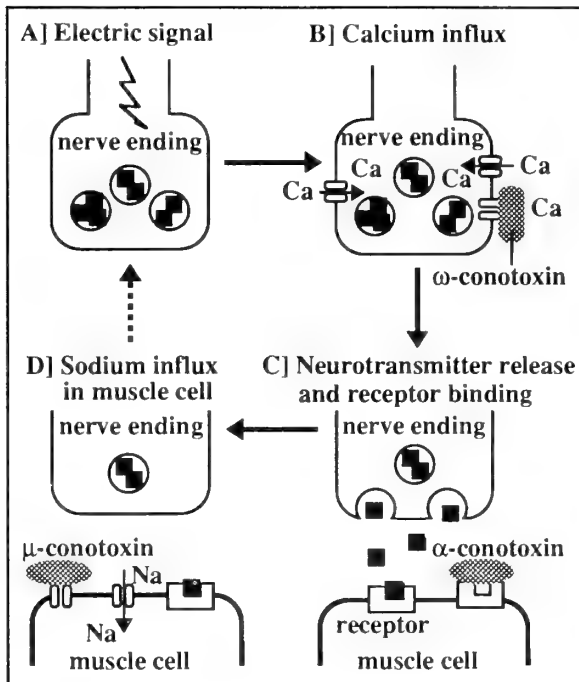 A] Electric signal
nerve ending
B] Calcium influx
nerve ending
Ca
Ca
Ca
Ca
Ca
ω-conotoxin
D] Sodium influx
in muscle cell
nerve ending
μ-conotoxin
Na
Na
muscle cell
C] Neurotransmitter release
and receptor binding
nerve ending
α-conotoxin
receptor
muscle cell